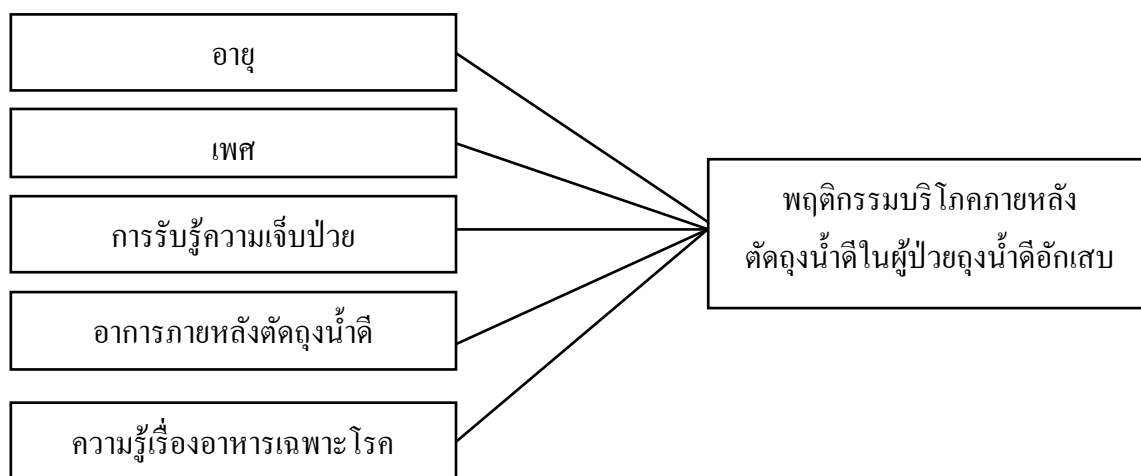 อายุ
เพศ
การรับรู้ความเจ็บป่วย
อาการภายหลังตัดถุงน้ำดี
ความรู้เรื่องอาหารเฉพาะโรค
พฤติกรรมบริโภคภายหลัง
ตัดถุงน้ำดีในผู้ป่วยถุงน้ำดีอักเสบ